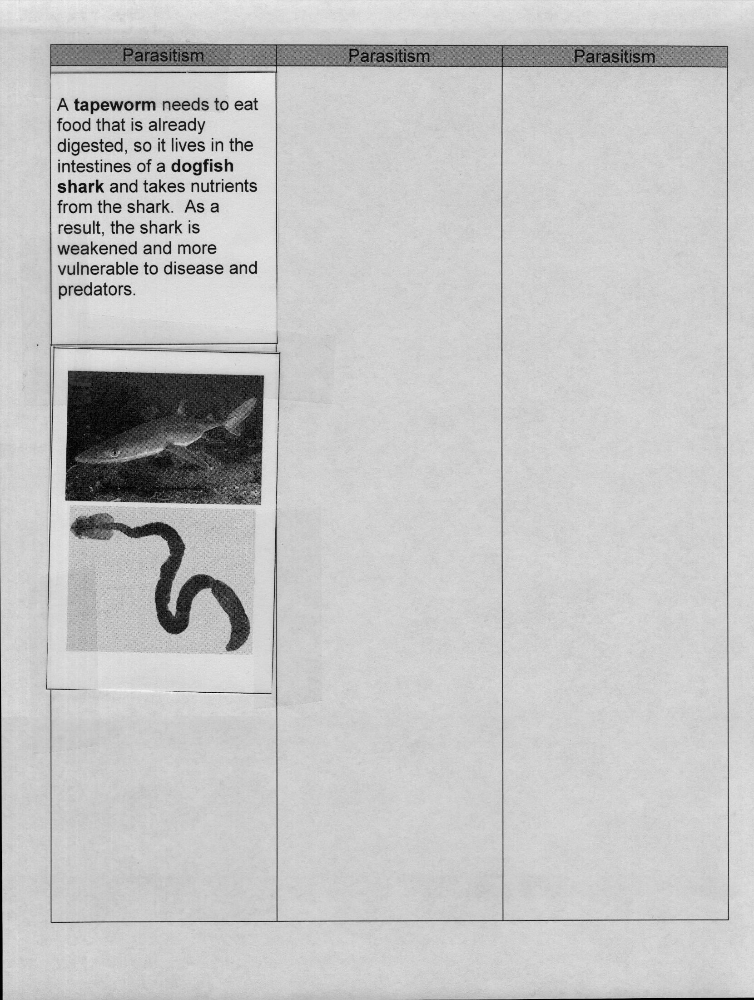 Parasitism Parasitism Parasitism
A tapeworm needs to eat
food that is already
digested, so it lives in the
intestines of a dogfish
shark and takes nutrients
from the shark.  As a
result, the shark is
weakened and more
vulnerable to disease and
predators.